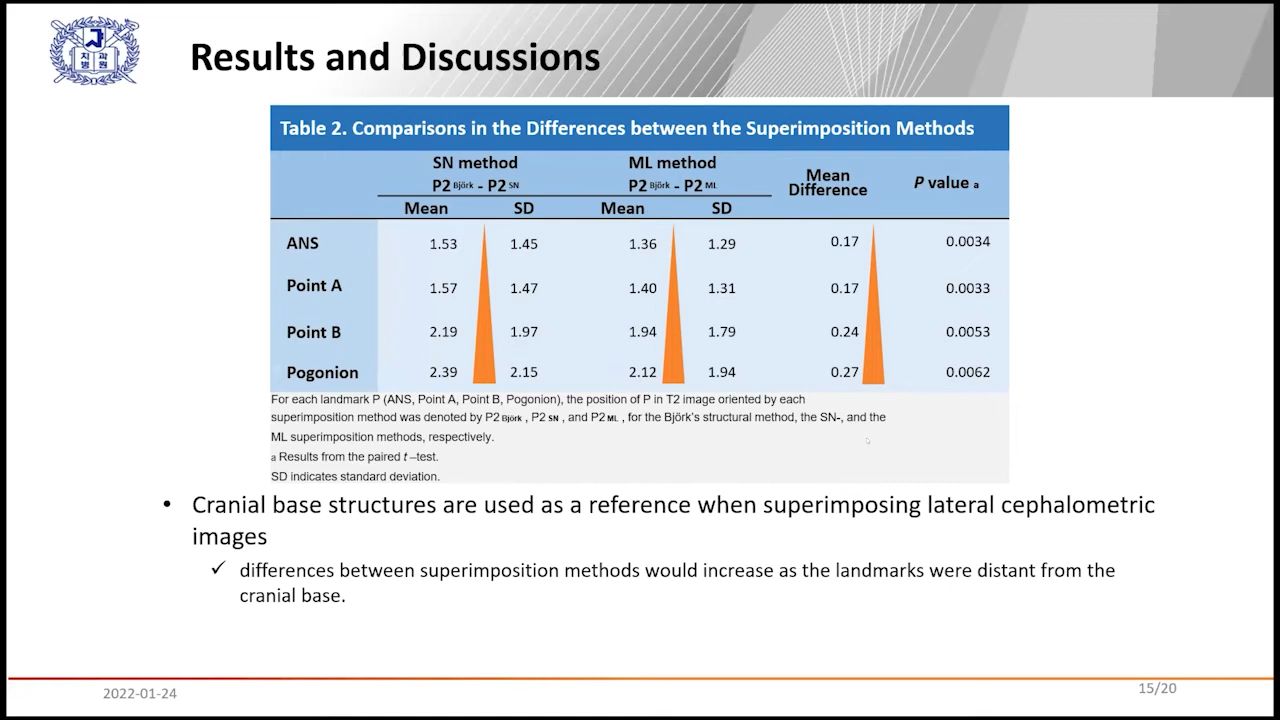 Results and Discussions
Table 2. Comparisons in the Differences between the Superimposition Methods
SN method ML method Mean Difference P value a
P2 Björk - P2 SN P2 Björk - P2 ML
Mean SD Mean SD
ANS 1.53 1.45 1.36 1.29 0.17 0.0034
Point A 1.57 1.47 1.40 1.31 0.17 0.0033
Point B 2.19 1.97 1.94 1.79 0.24 0.0053
Pogonion 2.39 2.15 2.12 1.94 0.27 0.0062
For each landmark P (ANS, Point A, Point B, Pogonion), the position of P in T2 image oriented by each
superimposition method was denoted by P2 Björk , P2 SN , and P2 ML , for the Björk's structural method, the SN-, and the
ML superimposition methods, respectively.
a Results from the paired t –test.
SD indicates standard deviation.
• Cranial base structures are used as a reference when superimposing lateral cephalometric
images
✓ differences between superimposition methods would increase as the landmarks were distant from the
cranial base.
2022-01-24
15/20